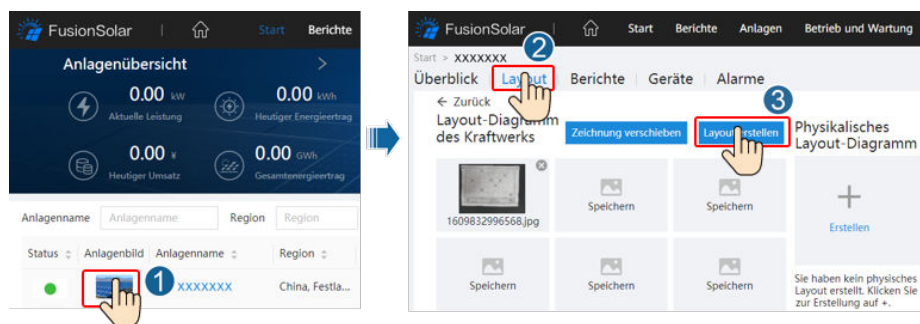 FusionSolar
Start Berichte
Anlagenübersicht >
0.00 kW
Aktuelle Leistung
0.00 kWh
Heutiger Energieertrag
0.00 ¥
Heutiger Umsatz
0.00 GWh
Gesamtenergieertrag
Anlagenname Anlagenname Region Region
Status Anlagenbild Anlagenname Region
1 XXXXXXX China, Festla...
FusionSolar Start Berichte Anlagen Betrieb und Wartung
Start > XXXXXXX
2
Überblick Layout Berichte Geräte Alarme
← Zurück
3
Layout-Diagramm
des Kraftwerks
Zeichnung verschieben
Layout erstellen
Physikalisches
Layout-Diagramm
1609832996568.jpg
Speichern
Speichern
Erstellen
Speichern
Speichern
Speichern
Sie haben kein physisches
Layout erstellt. Klicken Sie
zur Erstellung auf +.